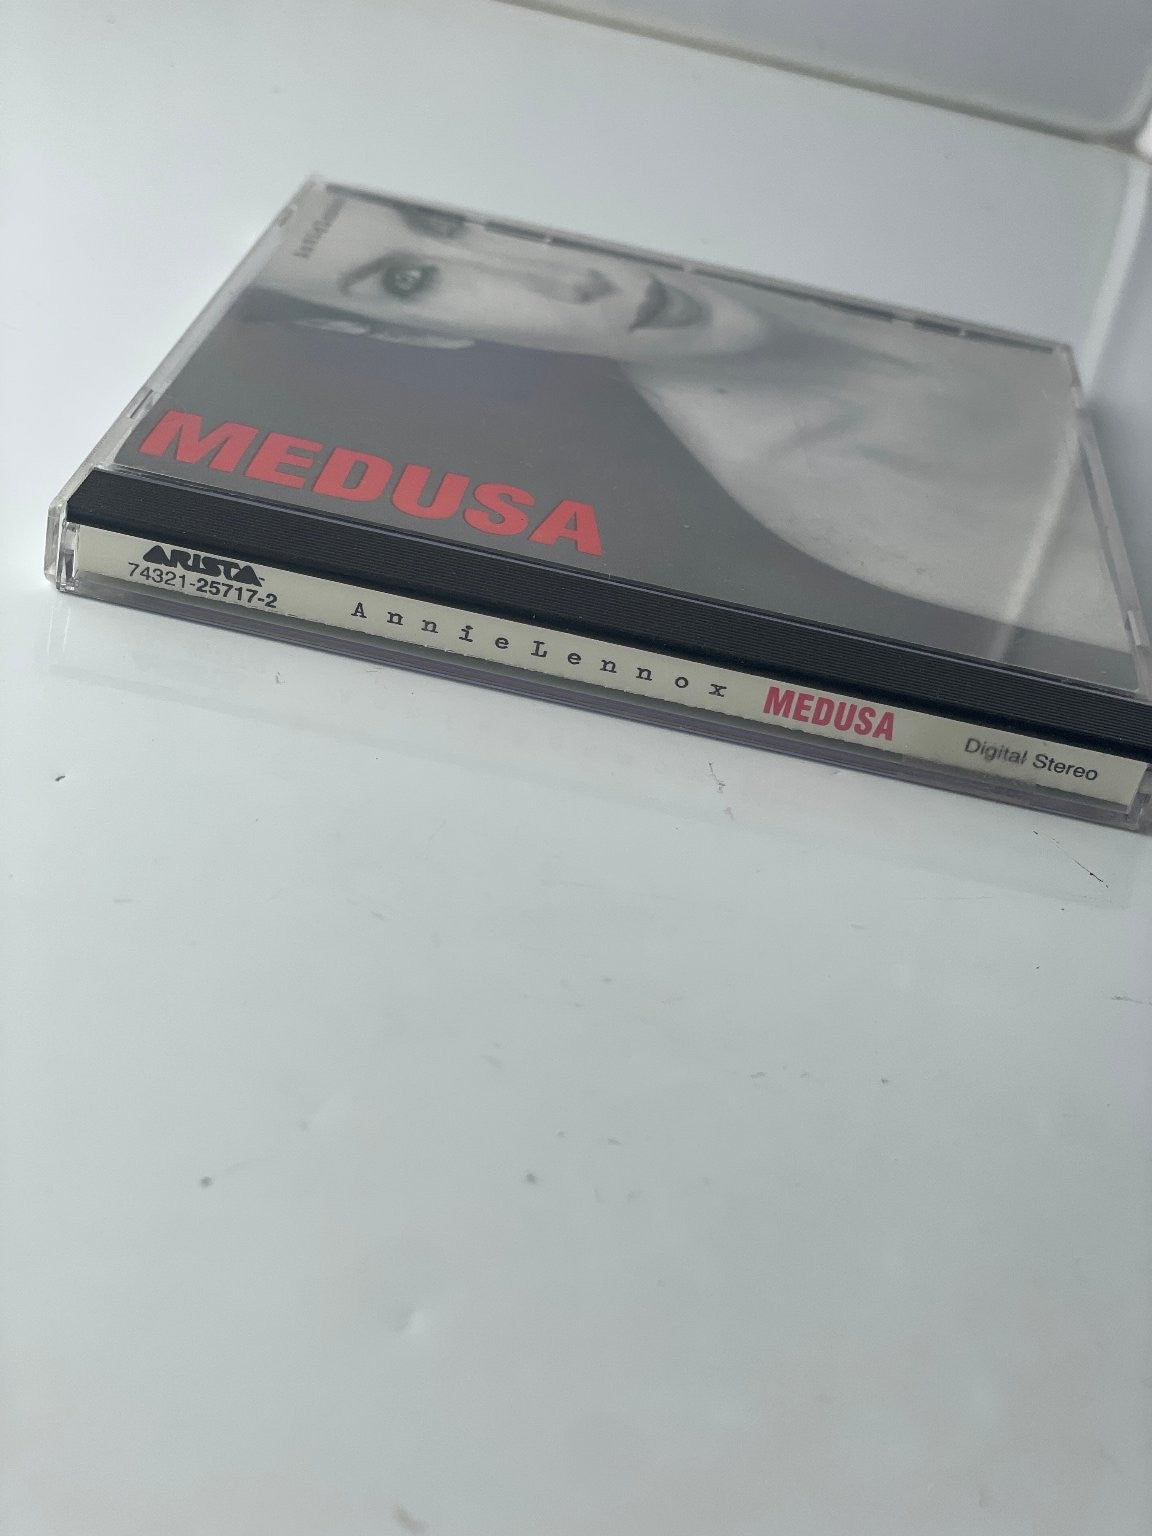 MEDUSA
ARISTA
74321-25717-2
AnnieLennox
MEDUSA
Digital Stereo